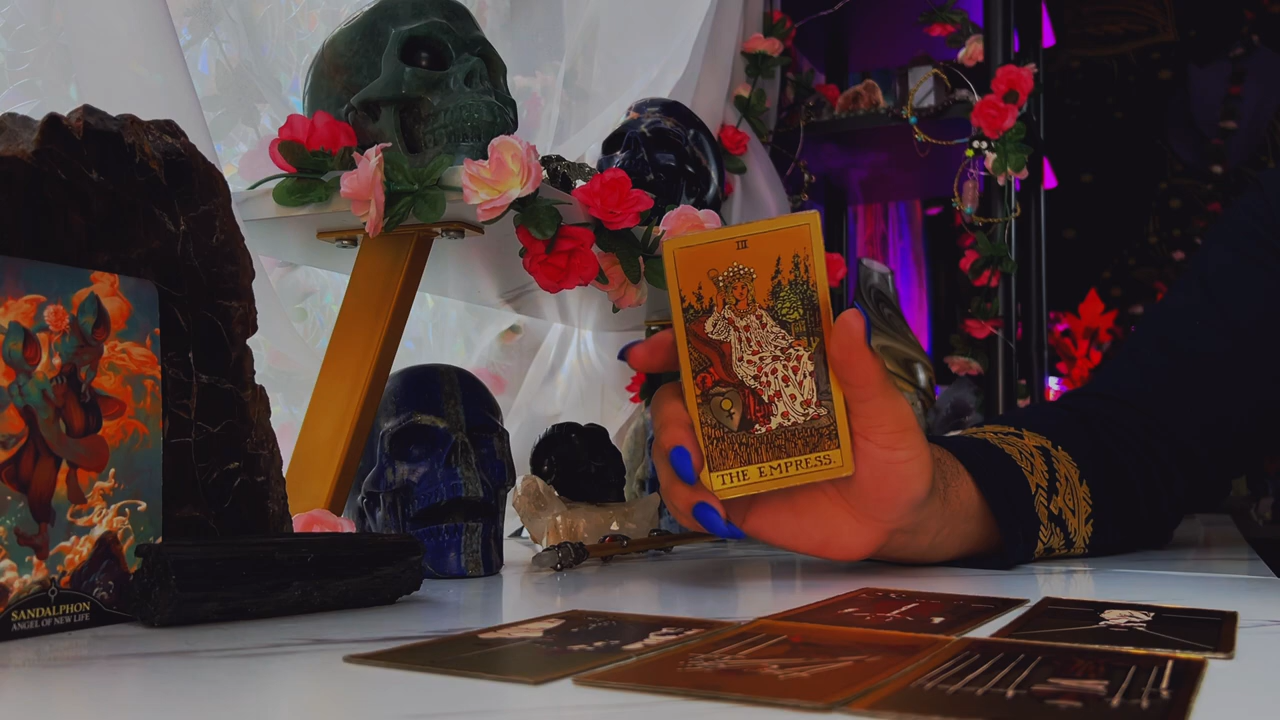 III
THE EMPRESS.
SANDALPHON
ANGEL OF NEW LIFE